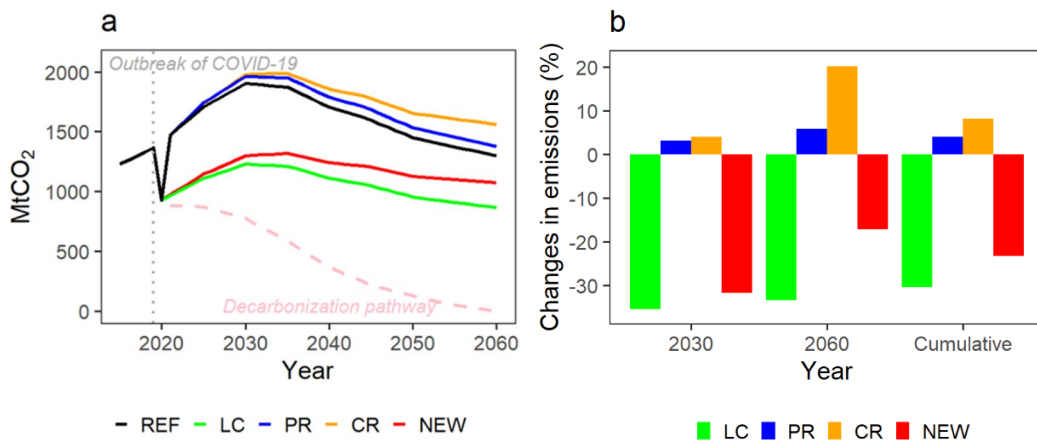 a
Outbreak of COVID-19
2000
1500
1000
500
0
MtCO₂
Decarbonization pathway
2020 2030 2040 2050 2060
Year
REF LC PR CR NEW
b
20
10
0
-10
-20
-30
Changes in emissions (%)
2030 2060 Cumulative
Year
LC PR CR NEW